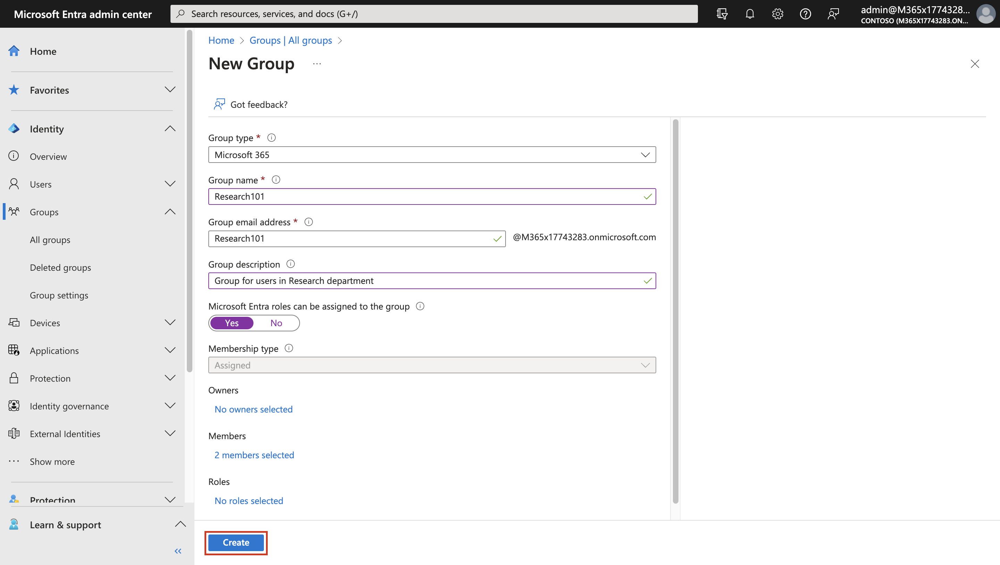 Microsoft Entra admin center
Search resources, services, and docs (G+/)
admin@M365x1774328...
CONTOSO (M365X17743283.ON...
Home
Favorites
Identity
Overview
Users
Groups
All groups
Deleted groups
Group settings
Devices
Applications
Protection
Identity governance
External Identities
Show more
Protection
Learn & support
Home > Groups | All groups >
New Group ...
Got feedback?
Group type *
Microsoft 365
Group name *
Research101
Group email address *
Research101 @M365x17743283.onmicrosoft.com
Group description
Group for users in Research department
Microsoft Entra roles can be assigned to the group
Yes No
Membership type
Assigned
Owners
No owners selected
Members
2 members selected
Roles
No roles selected
Create